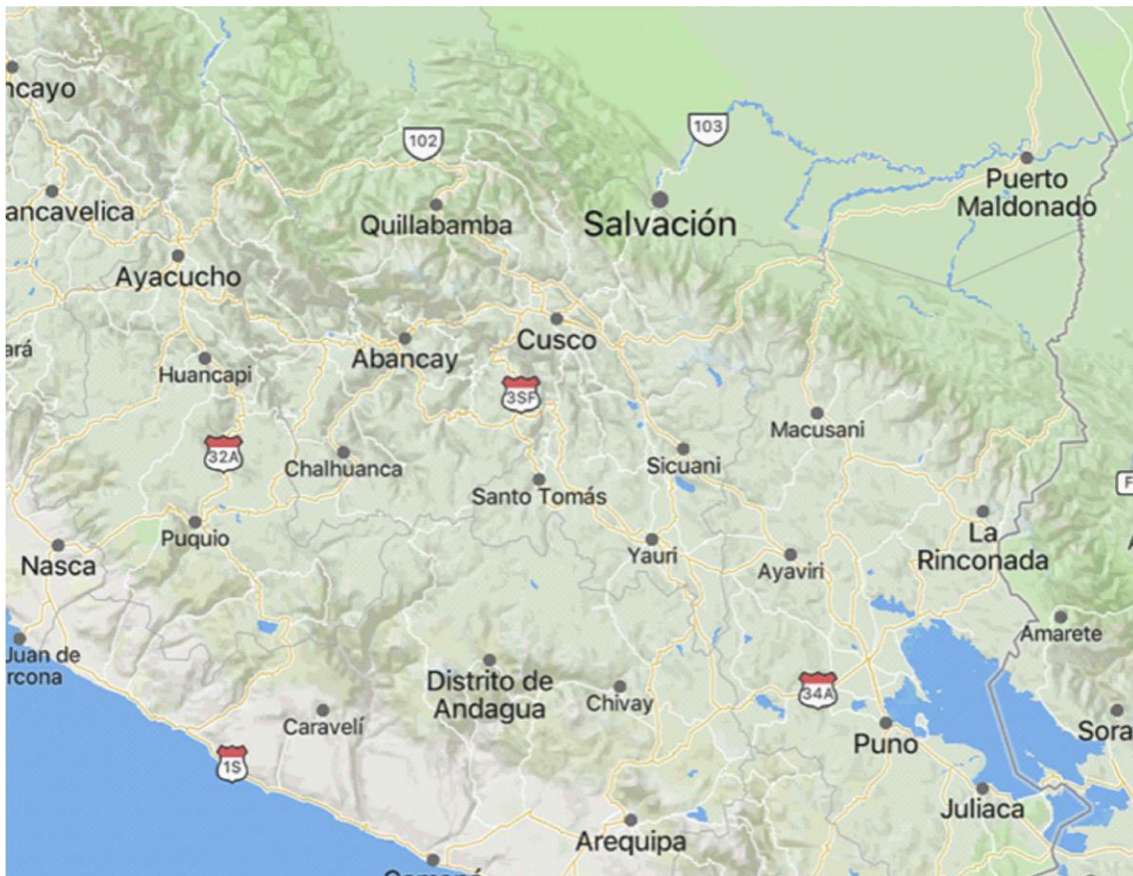 ncayo
102
103
Puerto
Maldonado
ancavelica
Quillabamba
Salvación
Ayacucho
Cusco
ará
Abancay
Huancapi
3SF
Macusani
32A
Chalhuanca
Sicuani
F
Santo Tomás
Puquio
Yauri
La
Rinconada
Nasca
Ayaviri
Amarete
Juan de
rcona
Distrito de
Andagua
Chivay
34A
Caravelí
Puno
Sora
1S
Juliaca
Arequipa